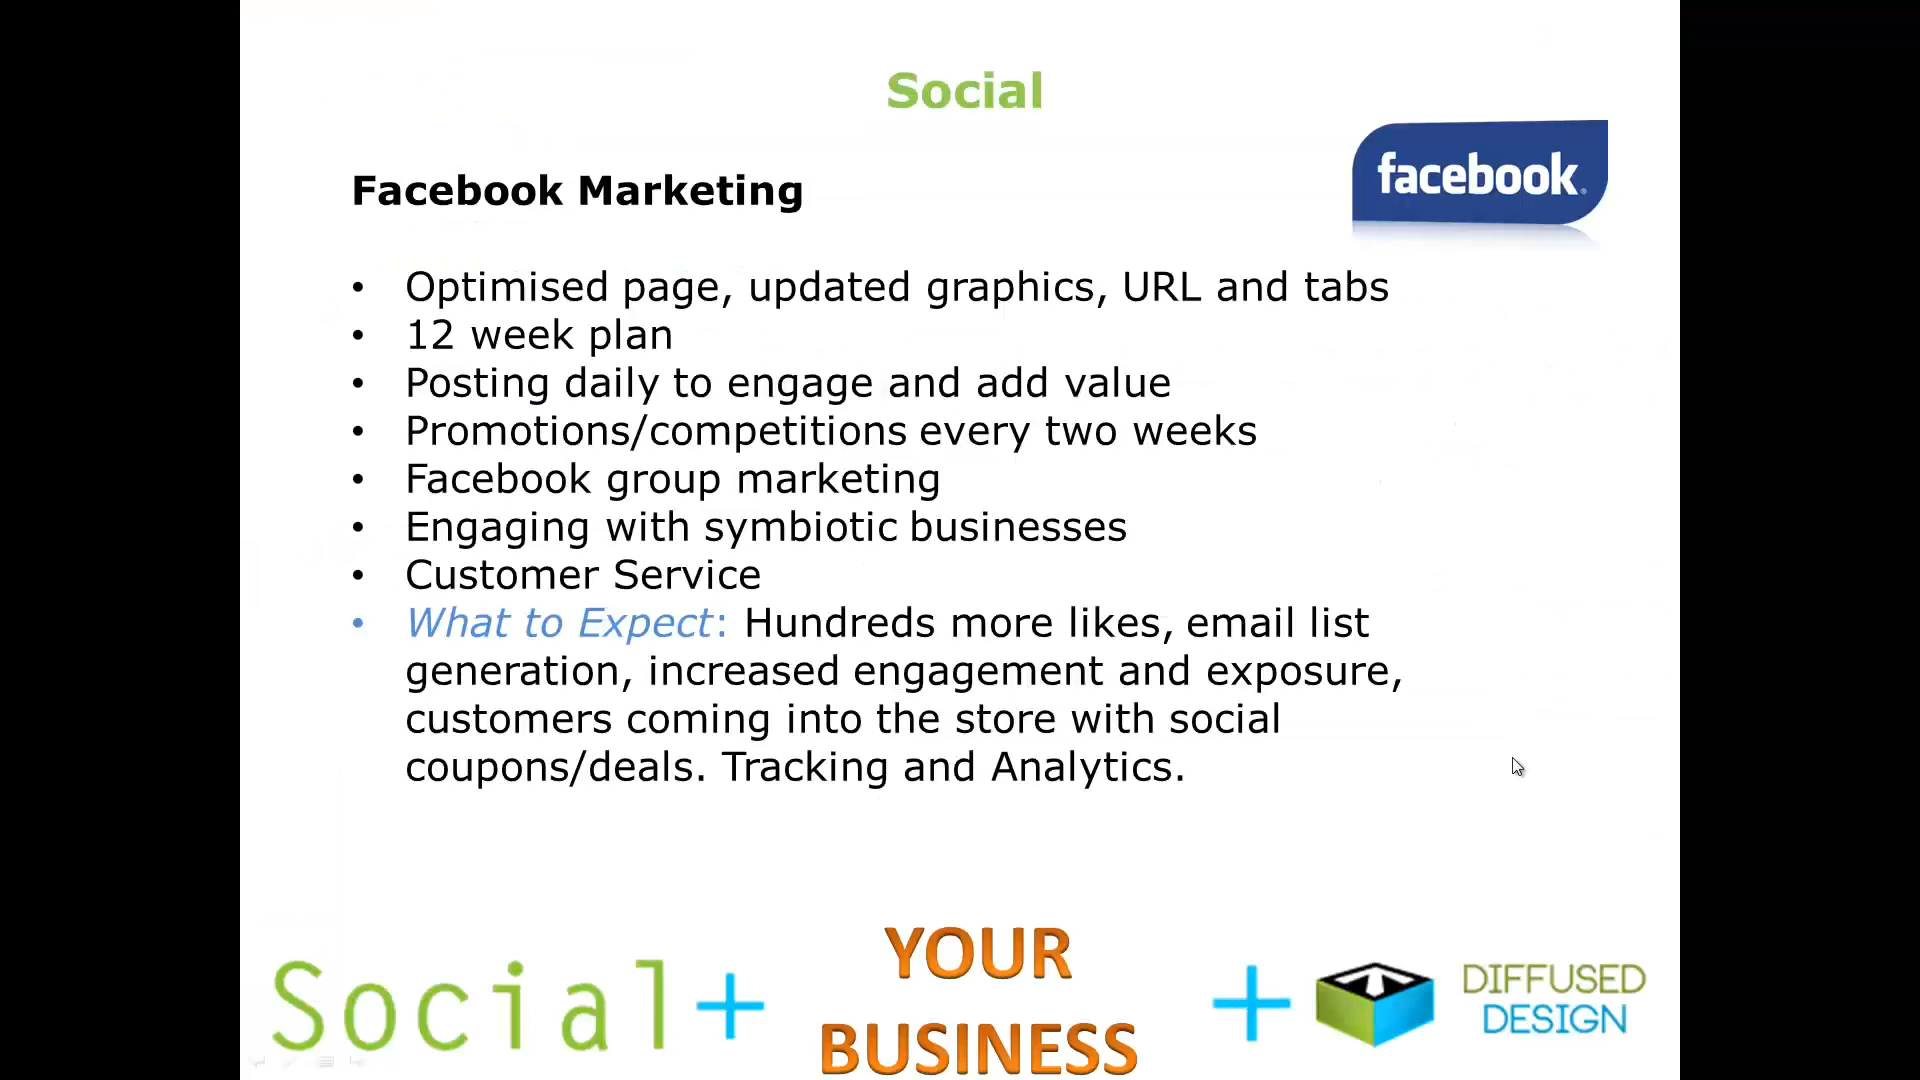 Social
facebook
Facebook Marketing
• Optimised page, updated graphics, URL and tabs
• 12 week plan
• Posting daily to engage and add value
• Promotions/competitions every two weeks
• Facebook group marketing
• Engaging with symbiotic businesses
• Customer Service
• What to Expect: Hundreds more likes, email list
generation, increased engagement and exposure,
customers coming into the store with social
coupons/deals. Tracking and Analytics.
Social+
YOUR
BUSINESS
+
DIFFUSED
DESIGN